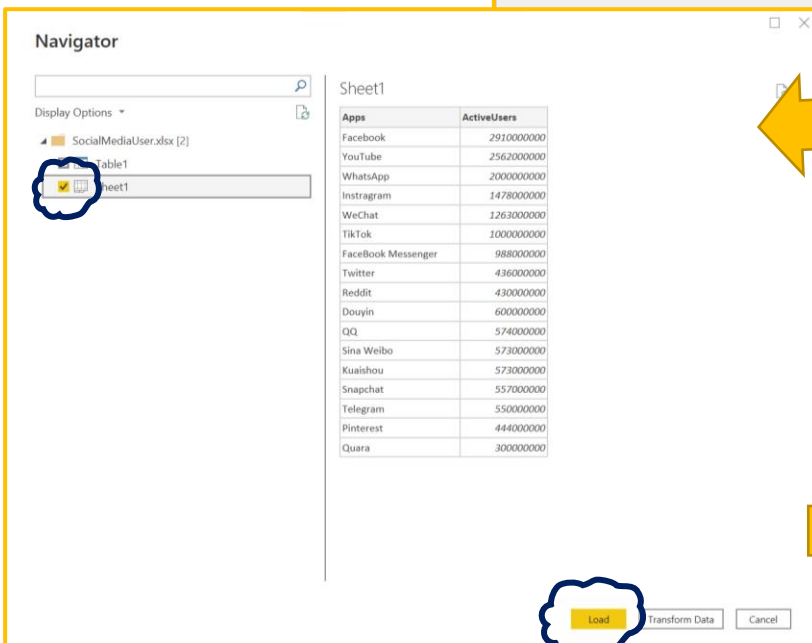 Navigator
Display Options
SocialMediaUser.xlsx [2]
Table1
Sheet1
Apps ActiveUsers
Facebook 2910000000
YouTube 2562000000
WhatsApp 2000000000
Instragram 1478000000
WeChat 1263000000
TikTok 1000000000
FaceBook Messenger 988000000
Twitter 436000000
Reddit 430000000
Douyin 600000000
QQ 574000000
Sina Weibo 573000000
Kuaishou 573000000
Snapchat 557000000
Telegram 550000000
Pinterest 444000000
Quara 300000000
Load Transform Data Cancel